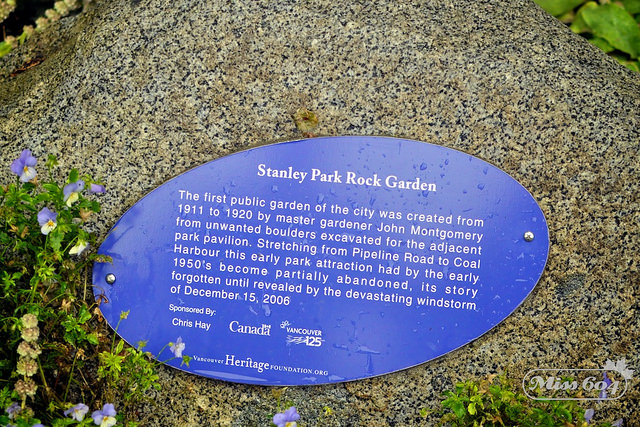 Stanley Park Rock Garden
The first public garden of the city was created from
1911 to 1920 by master gardener John Montgomery
from unwanted boulders excavated for the adjacent
park pavilion. Stretching from Pipeline Road to Coal
Harbour this early park attraction had by the early
1950's become partially abandoned, its story
forgotten until revealed by the devastating windstorm
of December 15, 2006
Sponsored By:
Chris Hay
Canada
VANCOUVER
125
Vancouver Heritage FOUNDATION.ORG
Miss 604